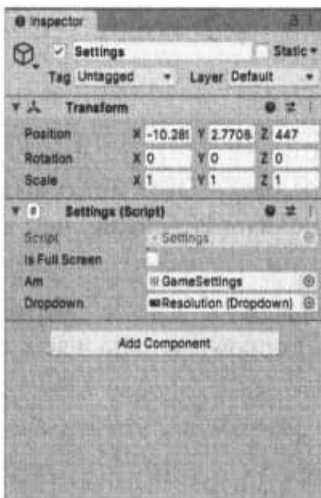 Inspector
Settings Static
Tag Untagged Layer Default
Transform
Position X -10.289 Y 2.7708 Z 447
Rotation X 0 Y 0 Z 0
Scale X 1 Y 1 Z 1
# Settings (Script)
Script Settings
Is Full Screen
Am GameSettings
Dropdown Resolution (Dropdown)
Add Component